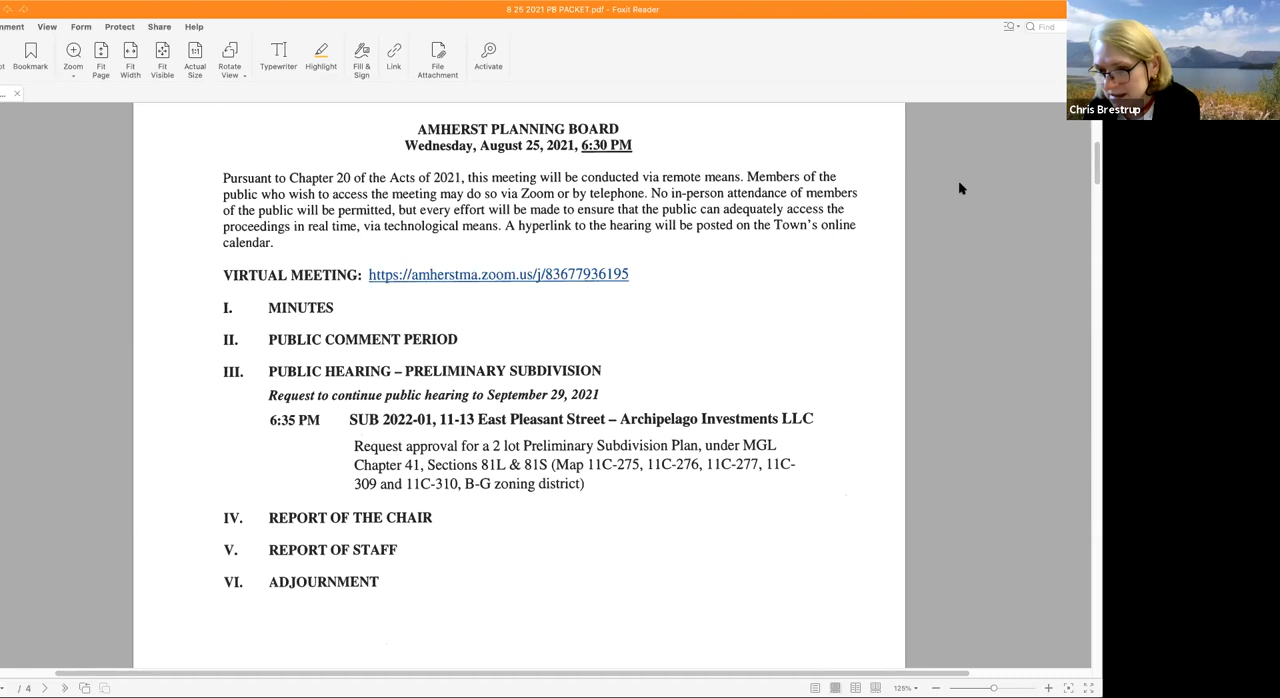 8 25 2021 PB PACKET.pdf - Foxit Reader
View Form Protect Share Help
Find
Bookmark
Zoom
Fit Page
Fit Width
Fit Visible
Actual Size
Rotate View
Typewriter
Highlight
Fill & Sign
Link
File Attachment
Activate
Chris Brestrup
AMHERST PLANNING BOARD
Wednesday, August 25, 2021, 6:30 PM
Pursuant to Chapter 20 of the Acts of 2021, this meeting will be conducted via remote means. Members of the
public who wish to access the meeting may do so via Zoom or by telephone. No in-person attendance of members
of the public will be permitted, but every effort will be made to ensure that the public can adequately access the
proceedings in real time, via technological means. A hyperlink to the hearing will be posted on the Town's online
calendar.
VIRTUAL MEETING: https://amherstma.zoom.us/j/83677936195
I. MINUTES
II. PUBLIC COMMENT PERIOD
III. PUBLIC HEARING – PRELIMINARY SUBDIVISION
Request to continue public hearing to September 29, 2021
6:35 PM SUB 2022-01, 11-13 East Pleasant Street – Archipelago Investments LLC
Request approval for a 2 lot Preliminary Subdivision Plan, under MGL
Chapter 41, Sections 81L & 81S (Map 11C-275, 11C-276, 11C-277, 11C-
309 and 11C-310, B-G zoning district)
IV. REPORT OF THE CHAIR
V. REPORT OF STAFF
VI. ADJOURNMENT
/ 4
125%